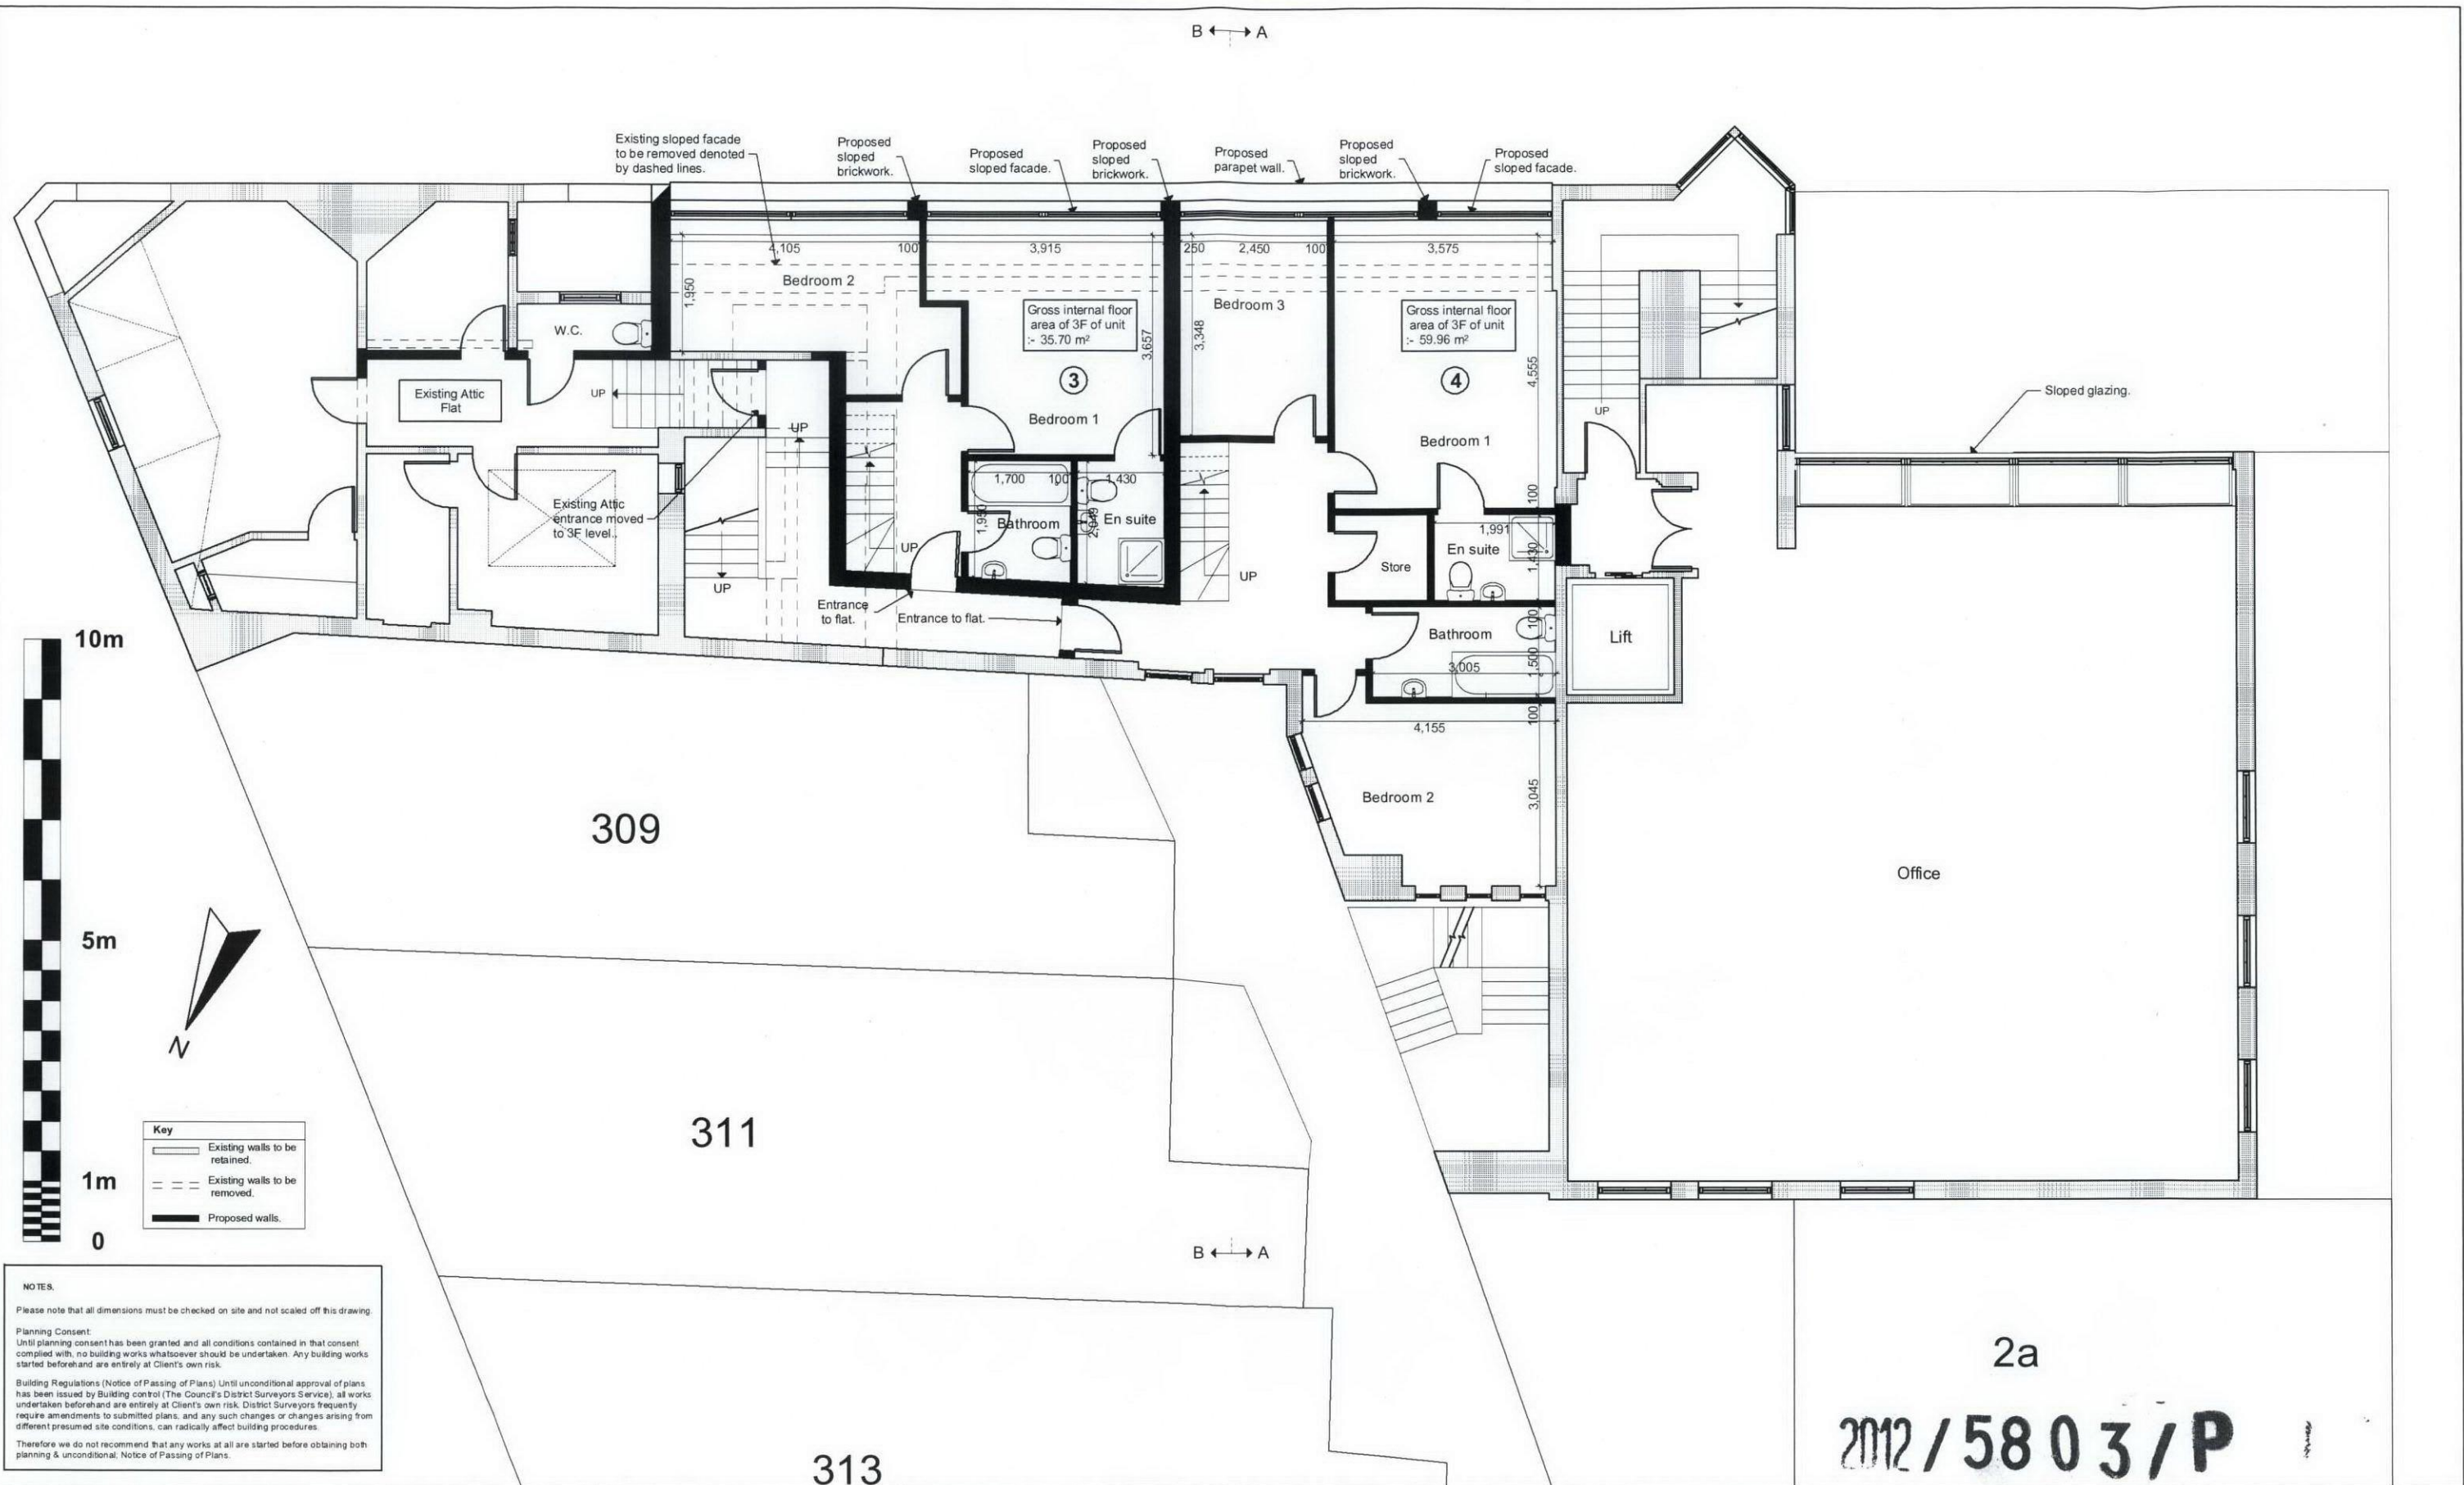 B A
Existing sloped facade
to be removed denoted
by dashed lines.
Proposed
sloped
brickwork.
Proposed
sloped facade.
Proposed
sloped
brickwork.
Proposed
parapet wall.
Proposed
sloped
brickwork.
Proposed
sloped facade.
4,105
100
3,915
250
2,450
100
3,575
Bedroom 2
1,950
Gross internal floor
area of 3F of unit
:- 35.70 m²
3
3,657
Bedroom 1
Bedroom 3
3,348
Gross internal floor
area of 3F of unit
:- 59.96 m²
4
4,555
Bedroom 1
W.C.
Existing Attic
Flat
UP
UP
UP
Sloped glazing.
Existing Attic
entrance moved
to 3F level.
UP
UP
1,700
100
1,430
1,950
Bathroom
En suite
UP
100
1,991
En suite
1,430
Store
Entrance
to flat.
Entrance to flat.
100
Bathroom
1,500
3,005
Lift
100
4,155
Bedroom 2
3,045
Office
10m
5m
1m
0
N
309
311
313
2a
Key
Existing walls to be
retained.
Existing walls to be
removed.
Proposed walls.
B A
NOTES.
Please note that all dimensions must be checked on site and not scaled off this drawing.
Planning Consent:
Until planning consent has been granted and all conditions contained in that consent
complied with, no building works whatsoever should be undertaken. Any building works
started beforehand are entirely at Client's own risk.
Building Regulations (Notice of Passing of Plans) Until unconditional approval of plans
has been issued by Building control (The Council's District Surveyors Service), all works
undertaken beforehand are entirely at Client's own risk. District Surveyors frequently
require amendments to submitted plans, and any such changes or changes arising from
different presumed site conditions, can radically affect building procedures.
Therefore we do not recommend that any works at all are started before obtaining both
planning & unconditional; Notice of Passing of Plans.
2012/5803/P